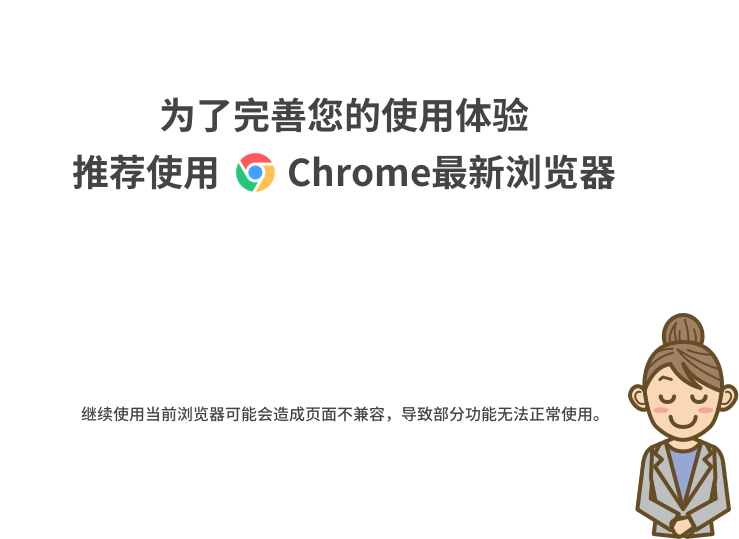 为了完善您的使用体验
推荐使用 Chrome最新浏览器
继续使用当前浏览器可能会造成页面不兼容，导致部分功能无法正常使用。